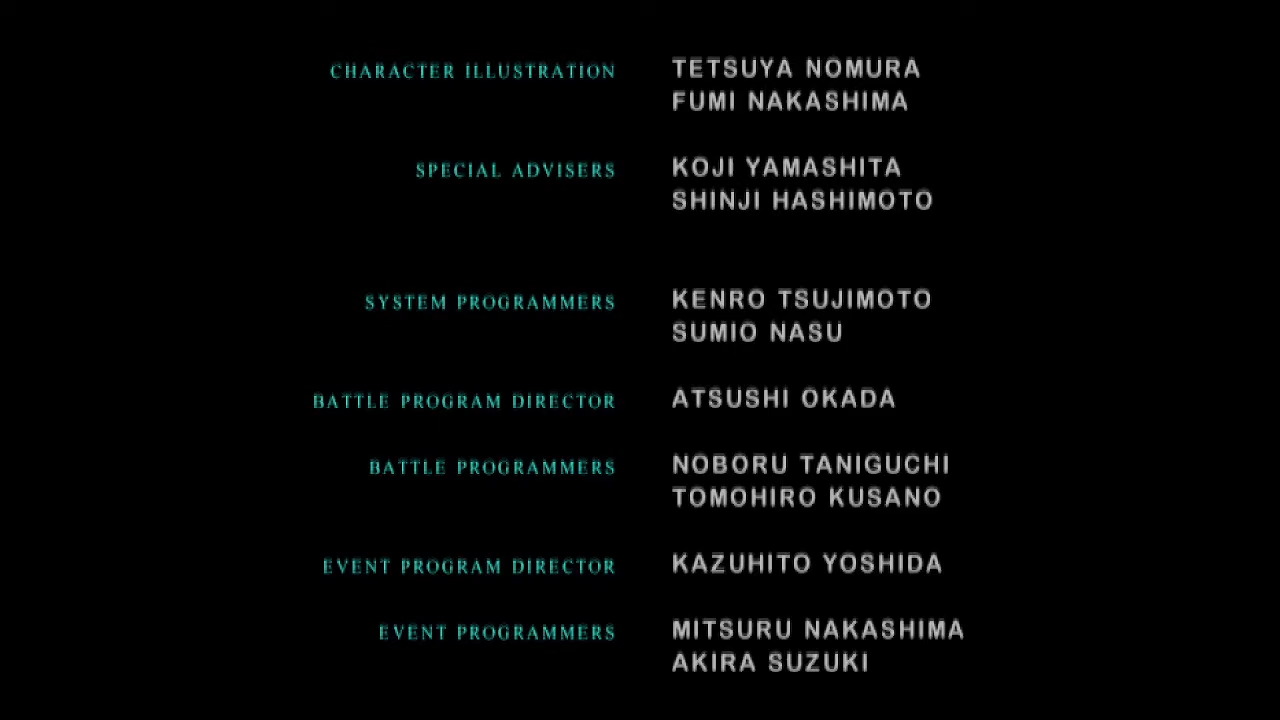 CHARACTER ILLUSTRATION TETSUYA NOMURA
FUMI NAKASHIMA
SPECIAL ADVISERS KOJI YAMASHITA
SHINJI HASHIMOTO
SYSTEM PROGRAMMERS KENRO TSUJIMOTO
SUMIO NASU
BATTLE PROGRAM DIRECTOR ATSUSHI OKADA
BATTLE PROGRAMMERS NOBORU TANIGUCHI
TOMOHIRO KUSANO
EVENT PROGRAM DIRECTOR KAZUHITO YOSHIDA
EVENT PROGRAMMERS MITSURU NAKASHIMA
AKIRA SUZUKI